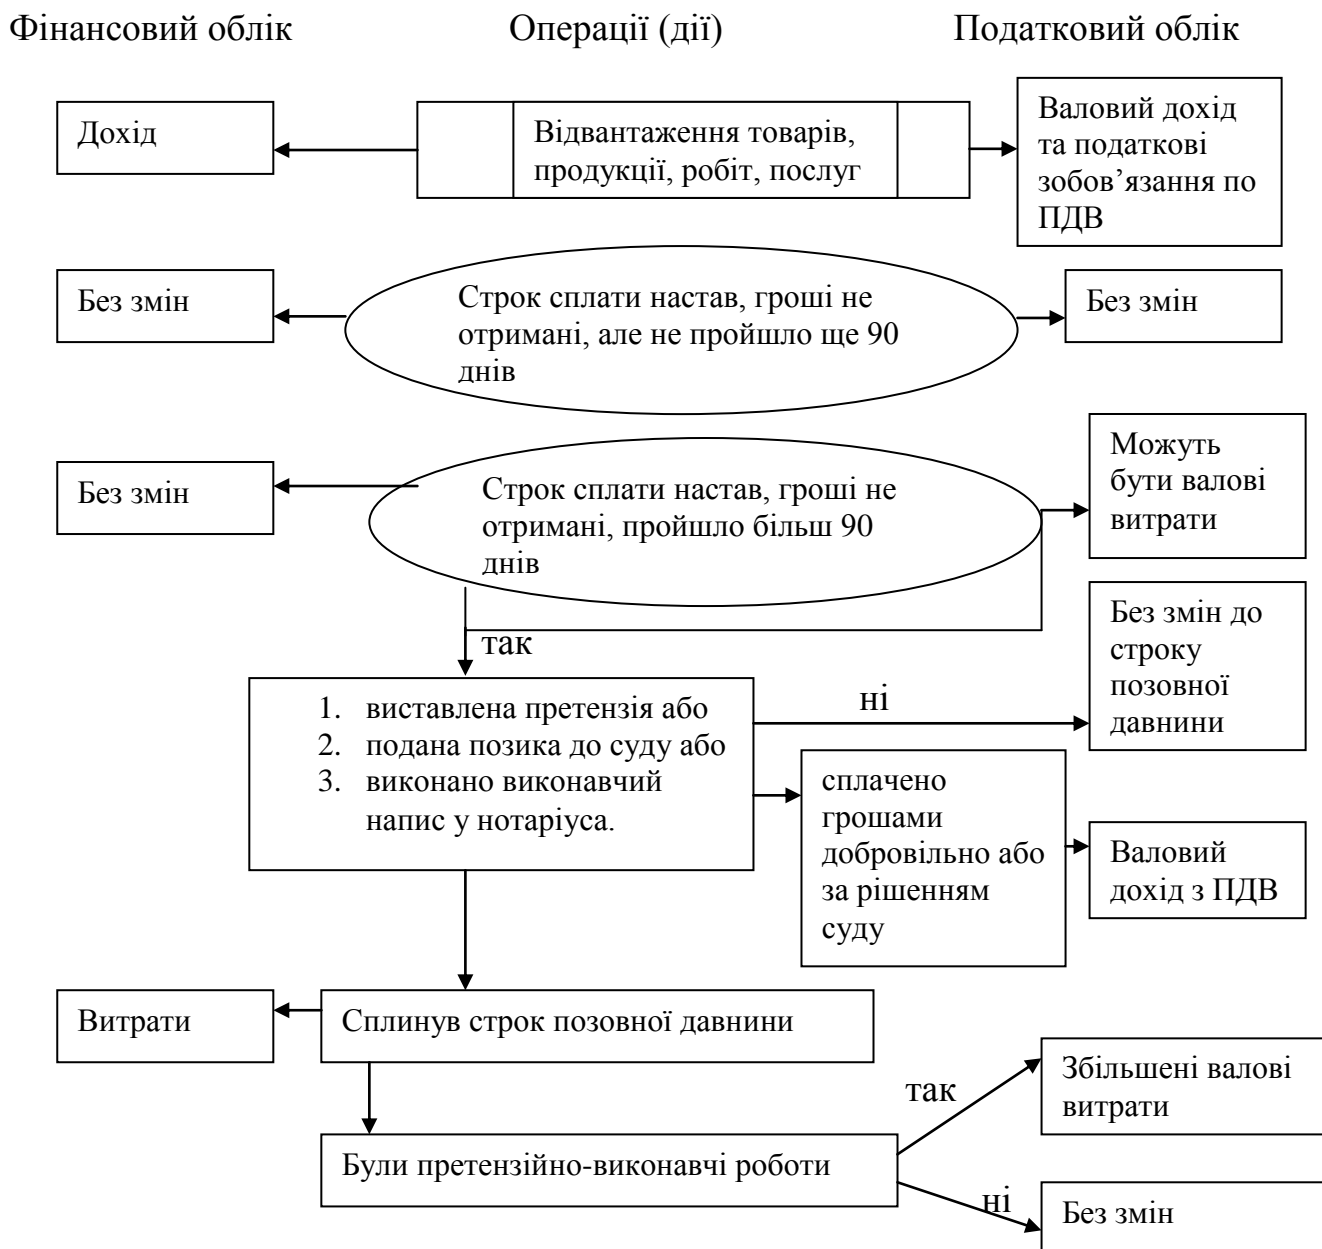 Фінансовий облік
Операції (дії)
Податковий облік
Дохід
Відвантаження товарів,
продукції, робіт, послуг
Валовий дохід
та податкові
зобов’язання по
ПДВ
Без змін
Строк сплати настав, гроші не
отримані, але не пройшло ще 90
днів
Без змін
Без змін
Строк сплати настав, гроші не
отримані, пройшло більш 90
днів
Можуть
бути валові
витрати
так
1. виставлена претензія або
2. подана позика до суду або
3. виконано виконавчий
напис у нотаріуса.
ні
Без змін до
строку
позовної
давнини
сплачено
грошами
добровільно або
за рішенням
суду
Валовий
дохід з ПДВ
Витрати
Сплинув строк позовної давнини
Були претензійно-виконавчі роботи
так
Збільшені валові
витрати
ні
Без змін